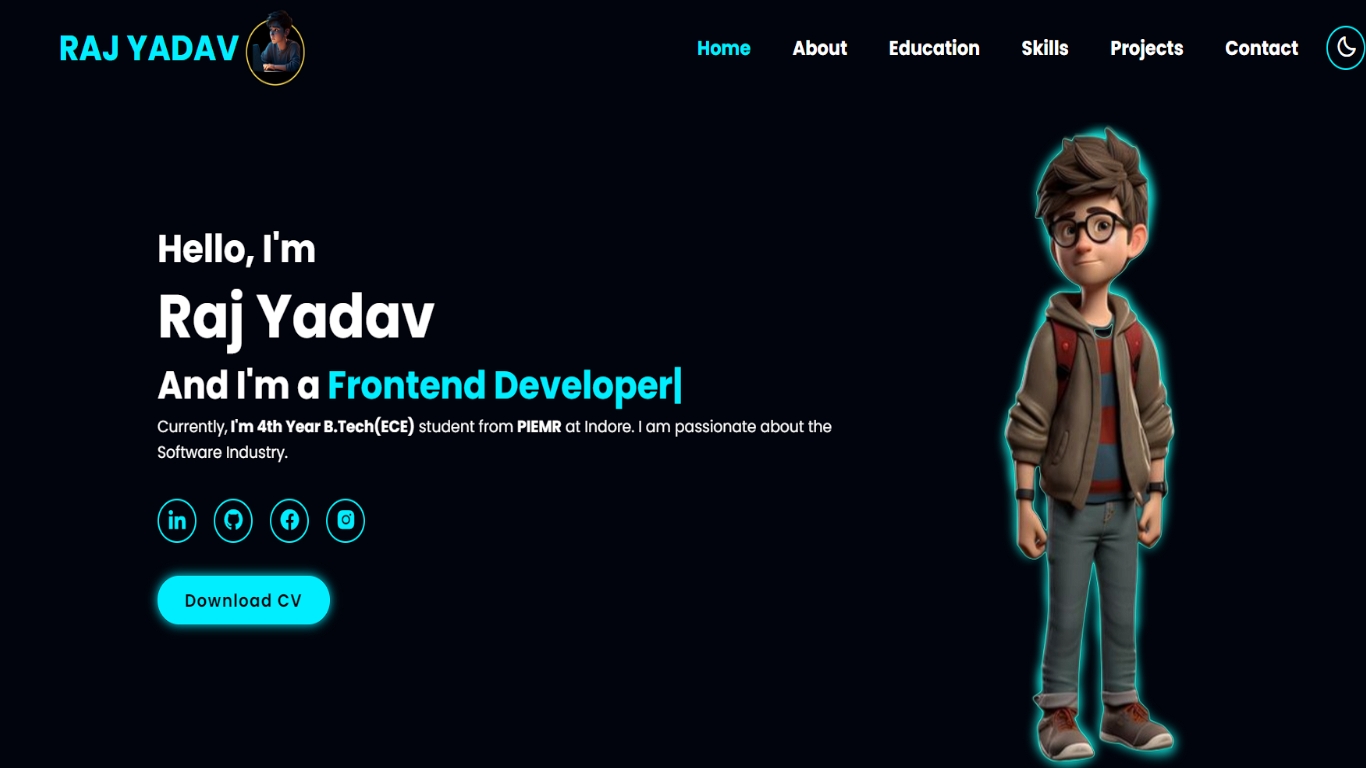 RAJ YADAV
Home About Education Skills Projects Contact
Hello, I'm
Raj Yadav
And I'm a Frontend Developer|
Currently, I'm 4th Year B.Tech(ECE) student from PIEMR at Indore. I am passionate about the
Software Industry.
in
Download CV